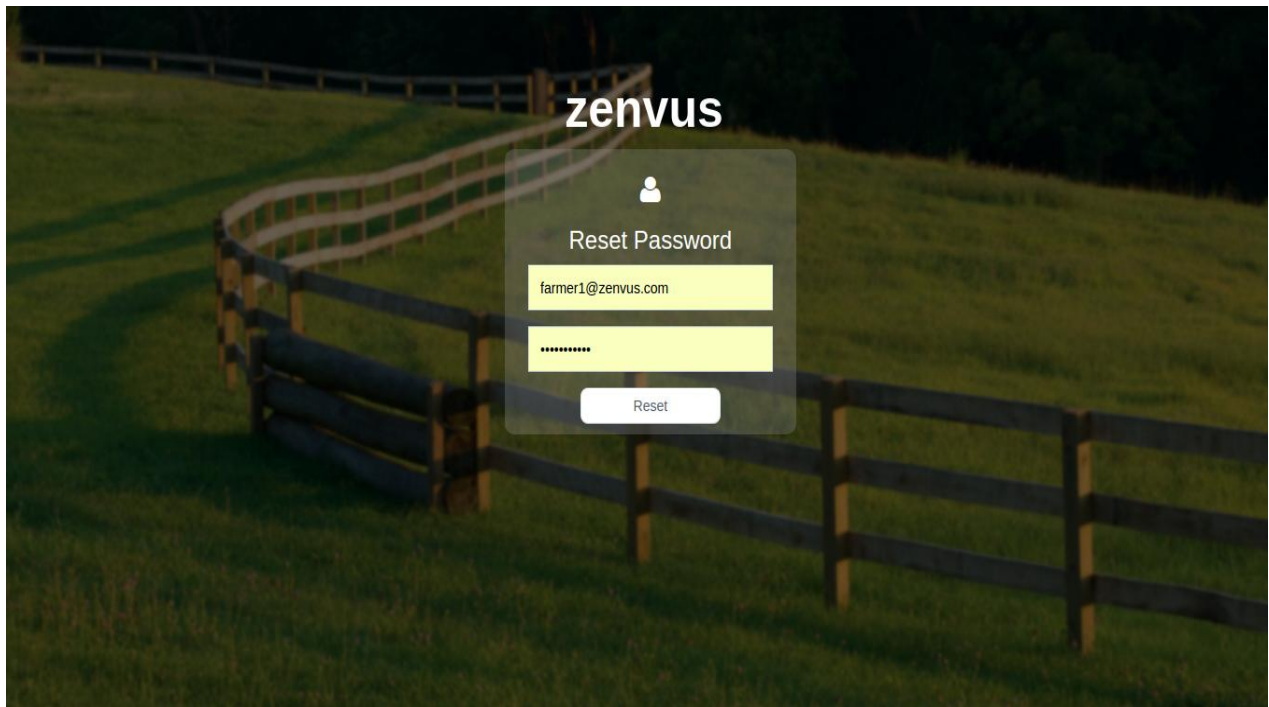 zenvus
Reset Password
farmer1@zenvus.com
•••••••••••
Reset